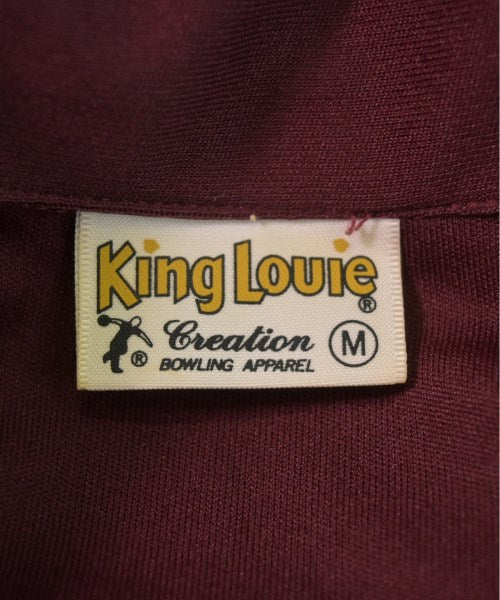 King Louie ®
Creation M
® BOWLING APPAREL